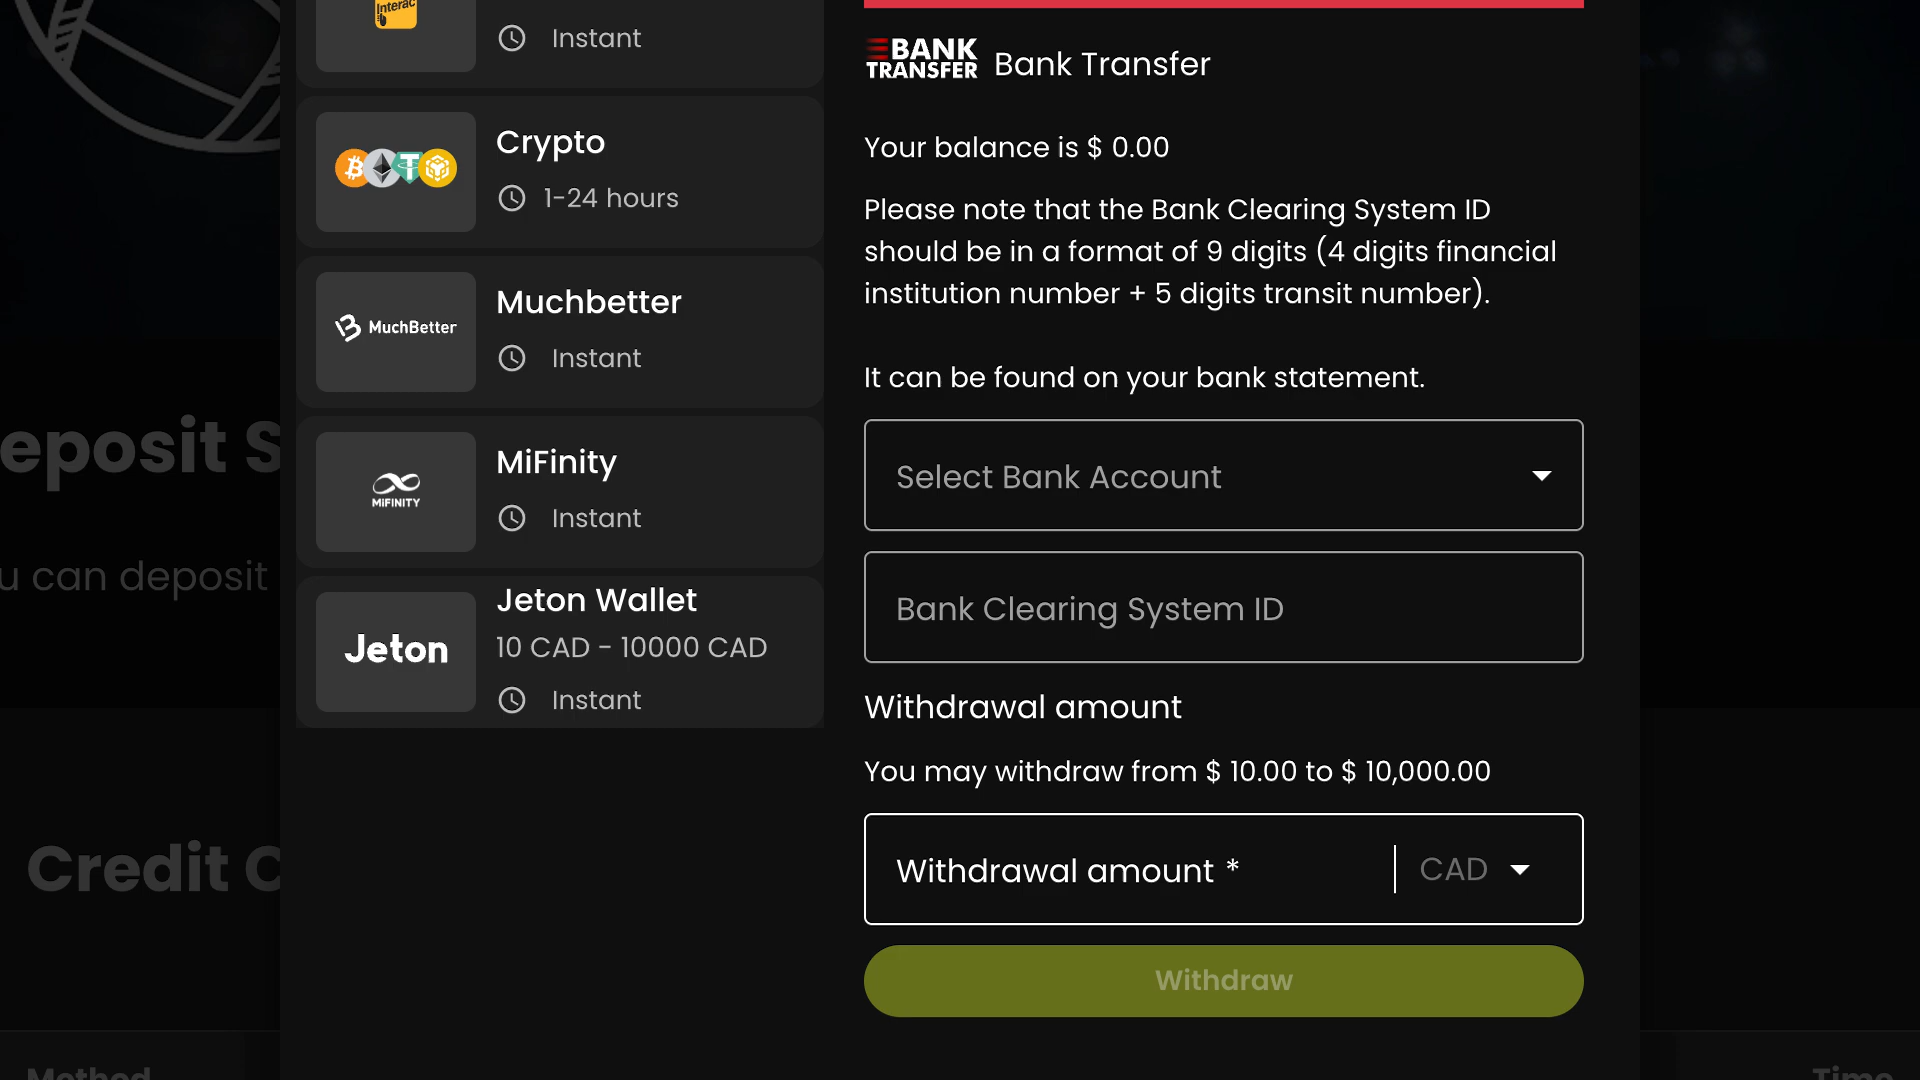 Interac
Instant
Crypto
1-24 hours
MuchBetter
Muchbetter
Instant
MiFINITY
MiFinity
Instant
Jeton
Jeton Wallet
10 CAD - 10000 CAD
Instant
BANK
TRANSFER
Bank Transfer
Your balance is $ 0.00
Please note that the Bank Clearing System ID
should be in a format of 9 digits (4 digits financial
institution number + 5 digits transit number).
It can be found on your bank statement.
Select Bank Account
Bank Clearing System ID
Withdrawal amount
You may withdraw from $ 10.00 to $ 10,000.00
Withdrawal amount *
CAD
Withdraw
eposit S
u can deposit
Credit C
Method
Time